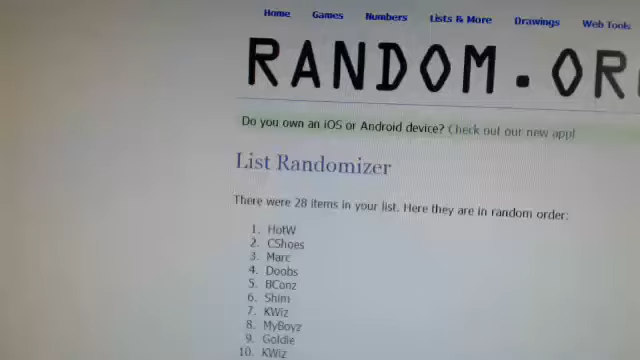 Home Games Numbers Lists & More Drawings Web Tools
RANDOM.OR
Do you own an iOS or Android device? Check out our new app!
List Randomizer
There were 28 items in your list. Here they are in random order:
1. HotW
2. CShoes
3. Marc
4. Doobs
5. BConz
6. Shim
7. KWiz
8. MyBoyz
9. Goldie
10. KWiz